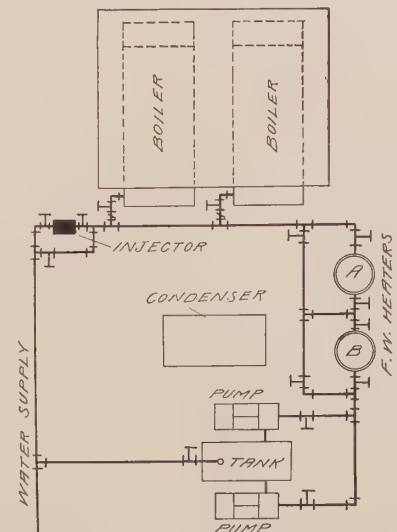 BOILER
BOILER
INJECTOR
A
CONDENSER
F.W. HEATERS
B
PUMP
WATER SUPPLY
TANK
PUMP